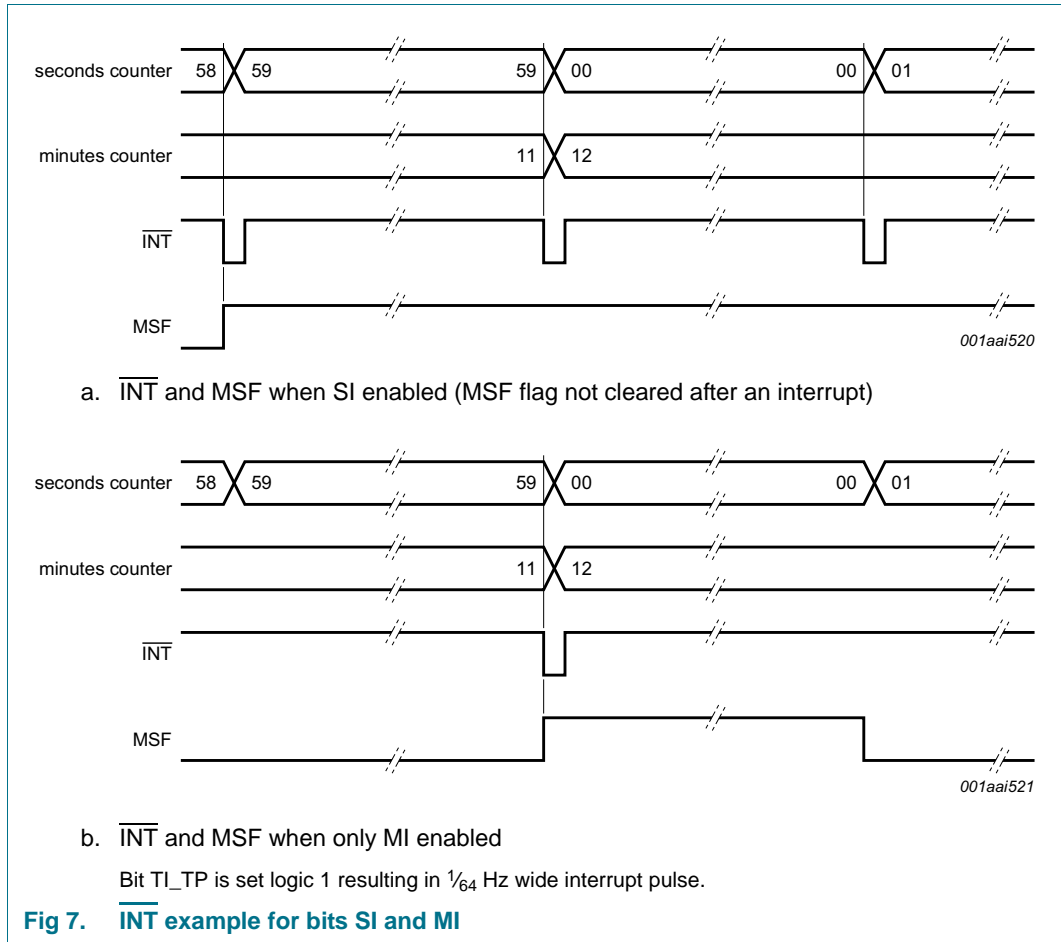 seconds counter 58 59 59 00 00 01
minutes counter 11 12
INT
MSF
001aai520
a. INT and MSF when SI enabled (MSF flag not cleared after an interrupt)
seconds counter 58 59 59 00 00 01
minutes counter 11 12
INT
MSF
001aai521
b. INT and MSF when only MI enabled
Bit TI_TP is set logic 1 resulting in 1⁄64 Hz wide interrupt pulse.
Fig 7. INT example for bits SI and MI